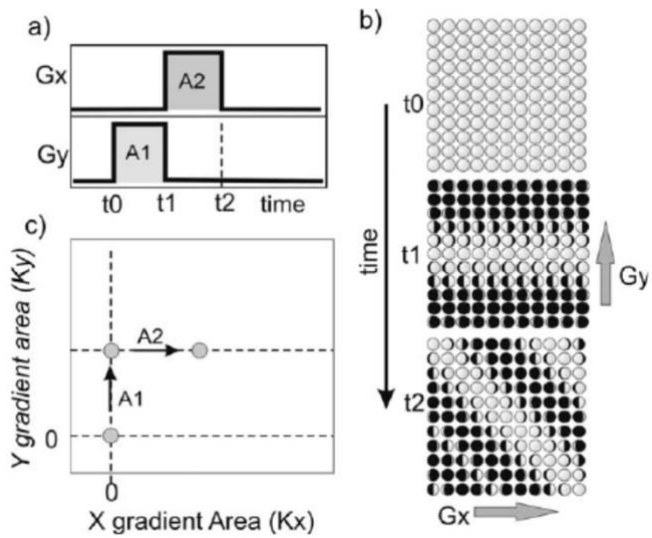 a)
Gx
A2
Gy
A1
t0
t1
t2
time
b)
t0
time
t1
Gy
t2
Gx
c)
Y gradient area (Ky)
A2
A1
0
0
X gradient Area (Kx)